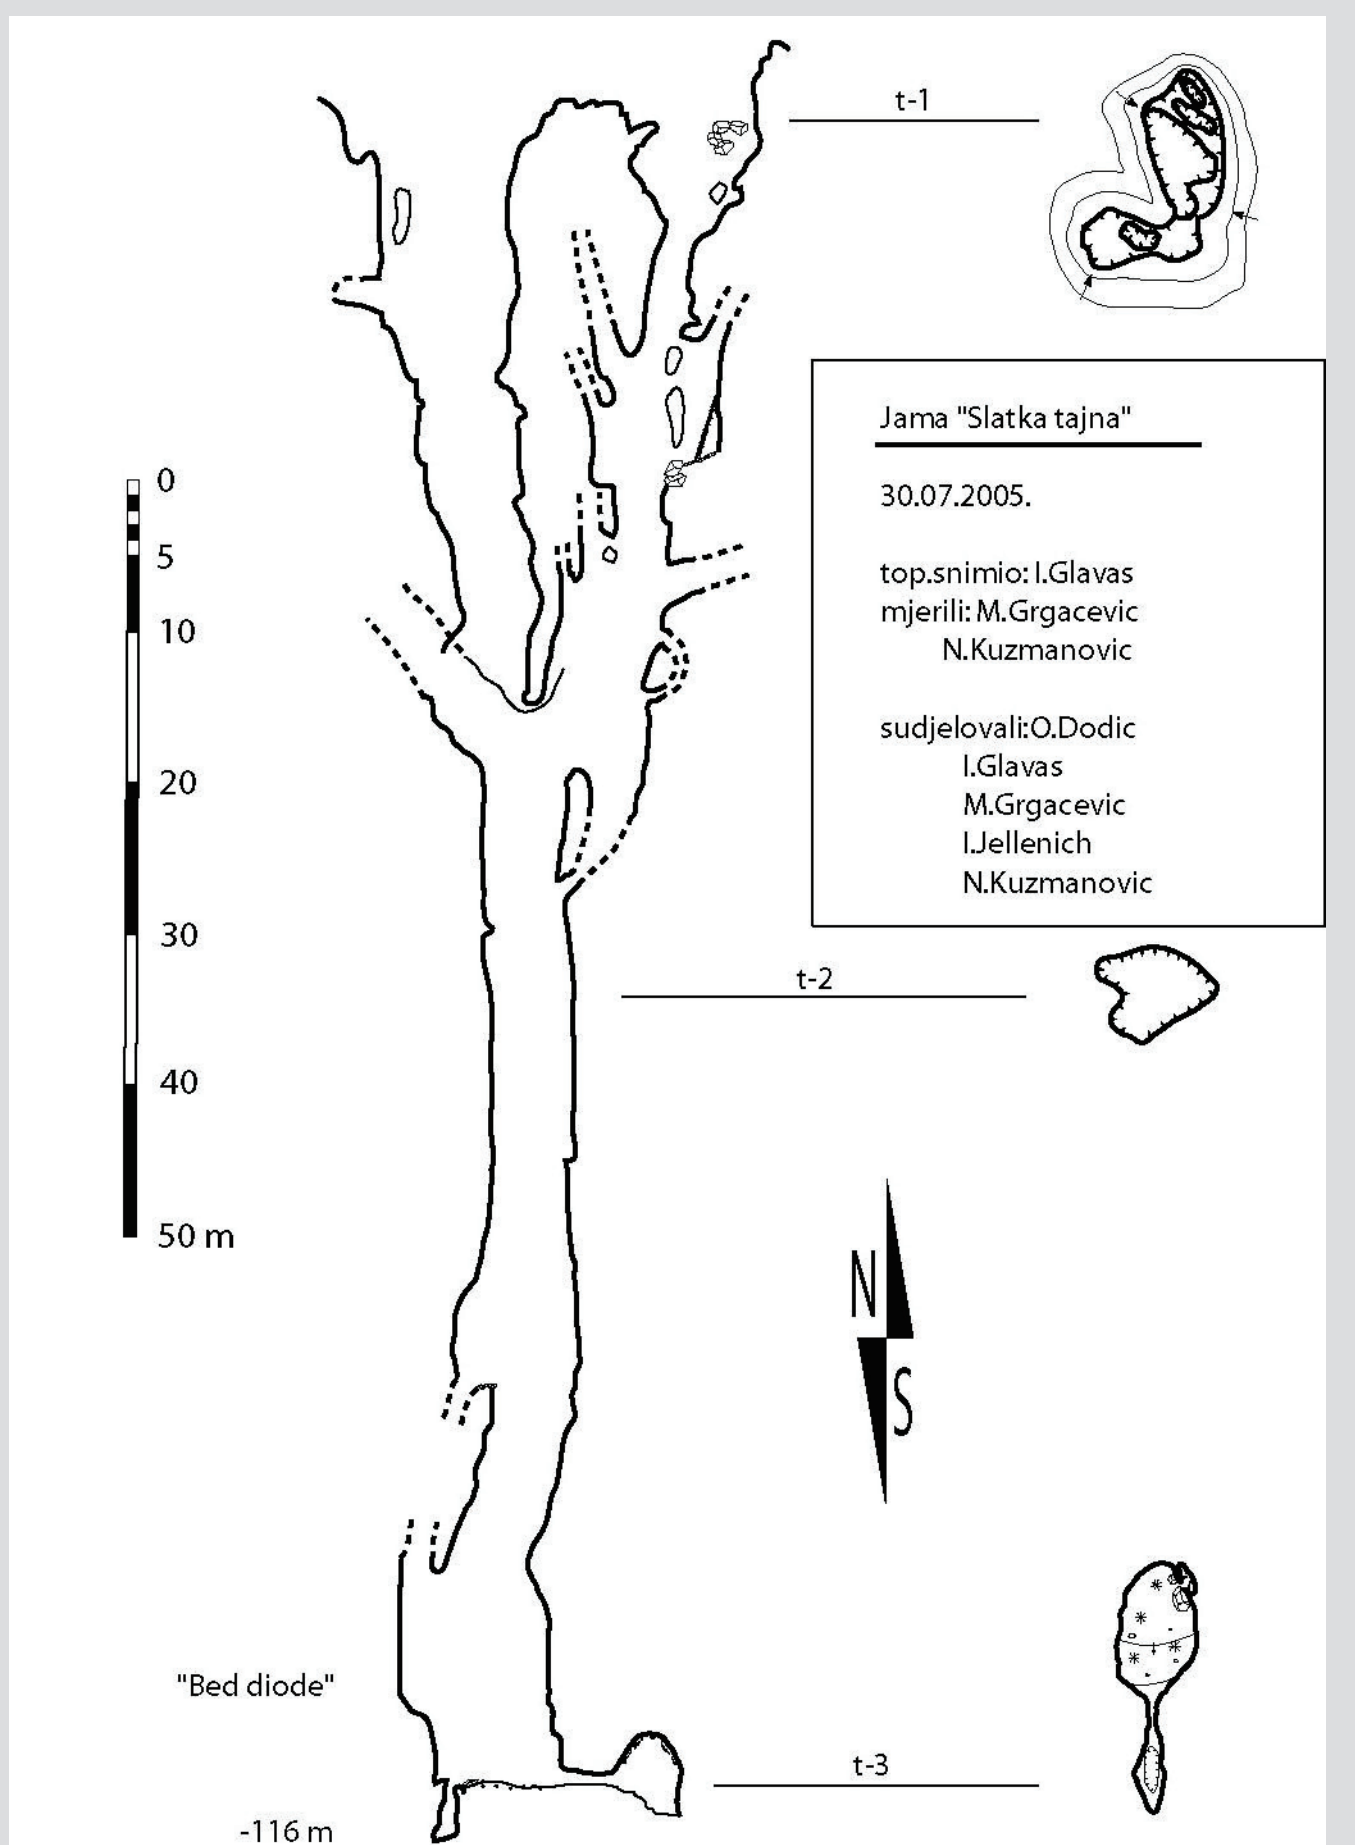 t-1
Jama "Slatka tajna"
30.07.2005.
top.snimio: I.Glavas
mjerili: M.Grgacevic
N.Kuzmanovic
sudjelovali:O.Dodic
I.Glavas
M.Grgacevic
I.Jellenich
N.Kuzmanovic
0
5
10
20
30
40
50 m
t-2
N
S
"Bed diode"
t-3
-116 m